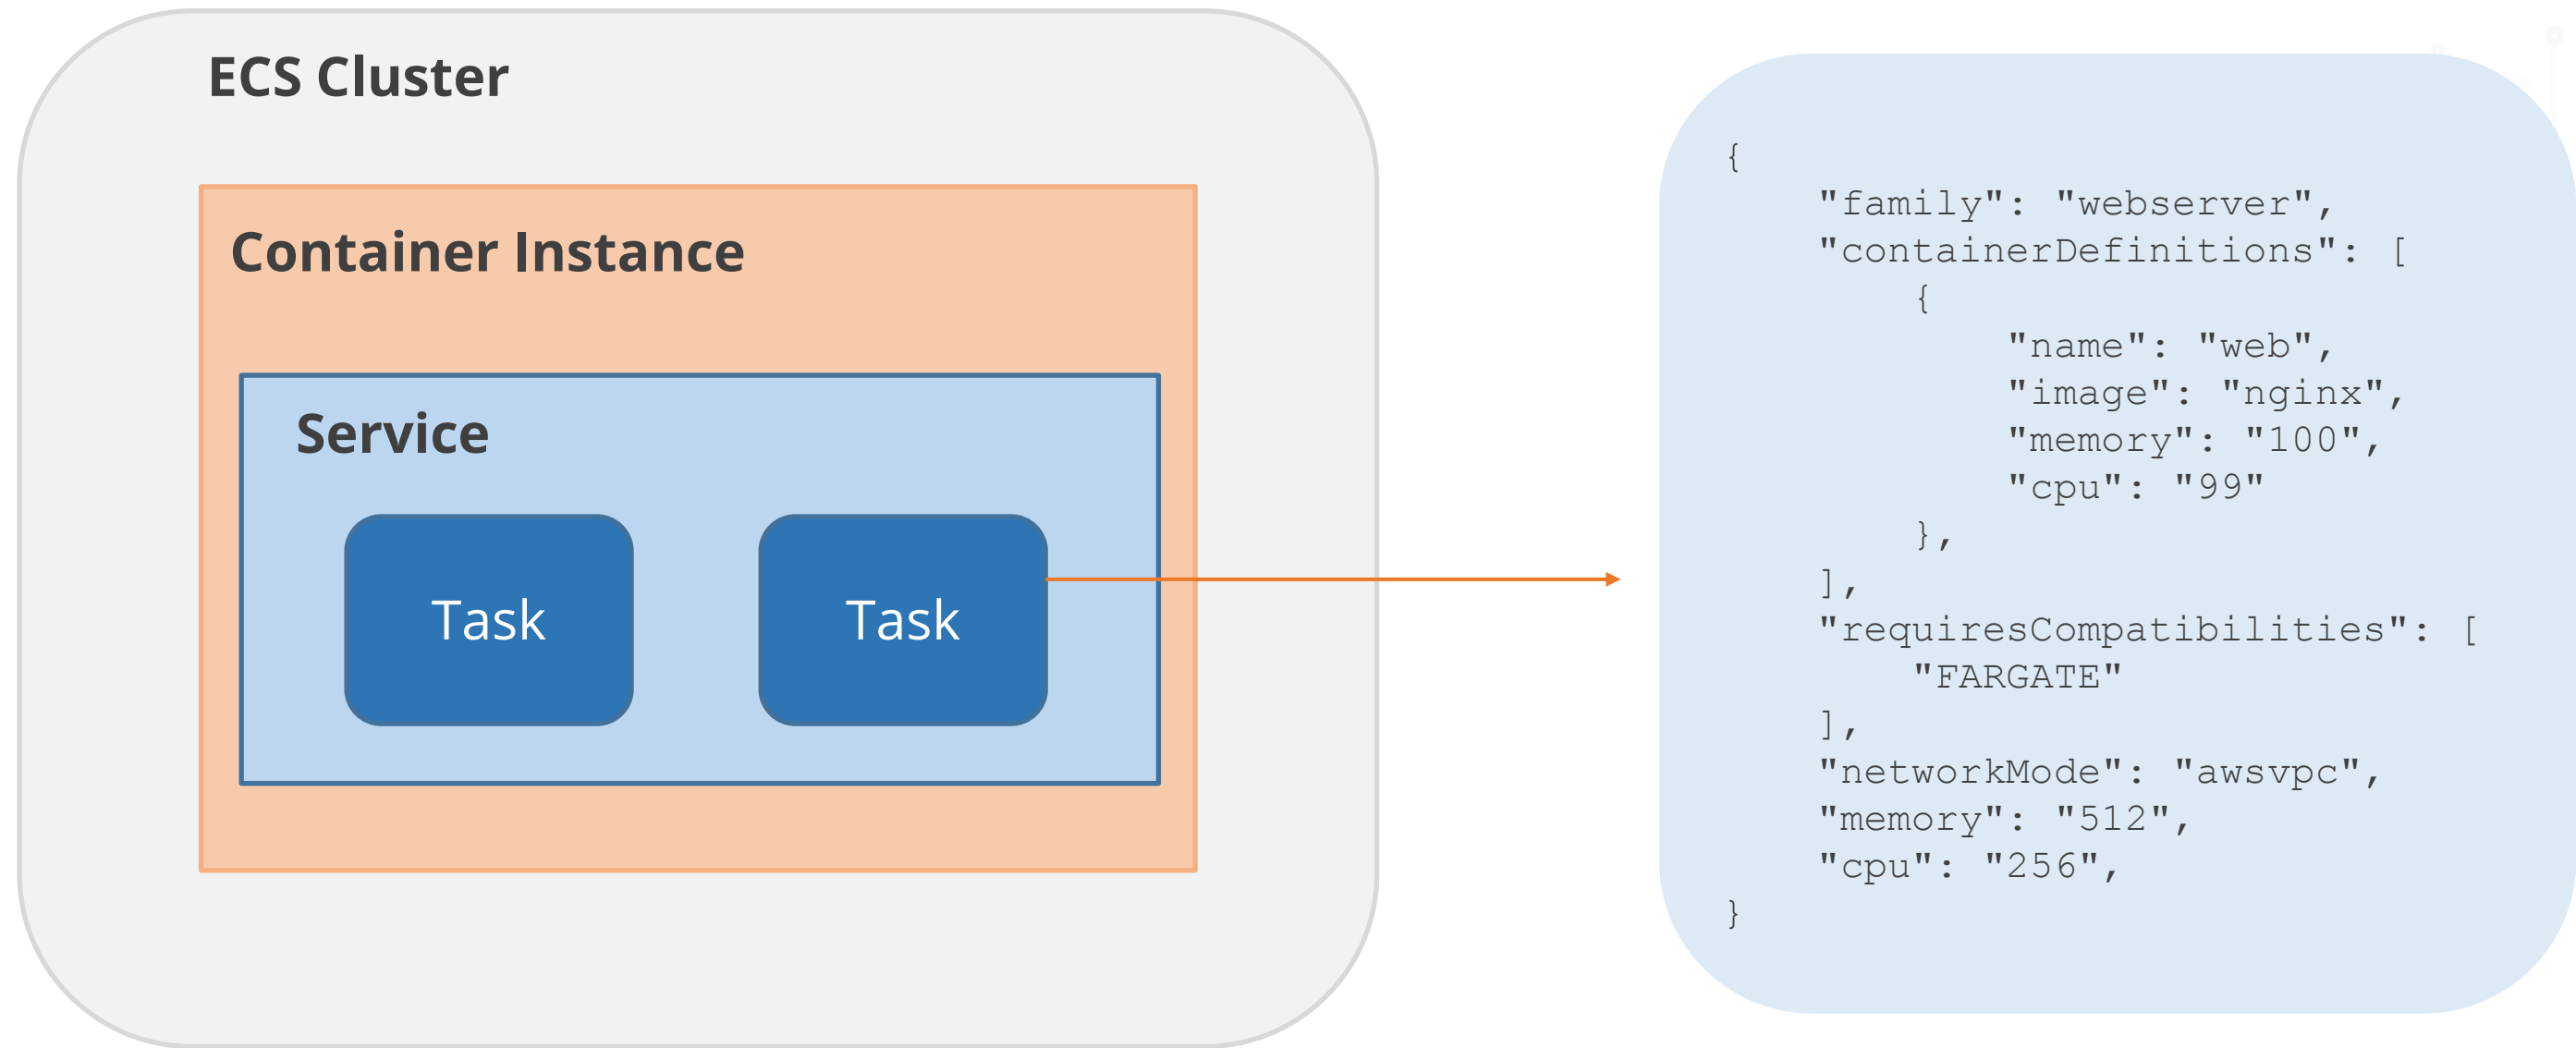 ECS Cluster
Container Instance
Service
Task
Task
{
"family": "webserver",
"containerDefinitions": [
{
"name": "web",
"image": "nginx",
"memory": "100",
"cpu": "99"
},
],
"requiresCompatibilities": [
"FARGATE"
],
"networkMode": "awsvpc",
"memory": "512",
"cpu": "256",
}